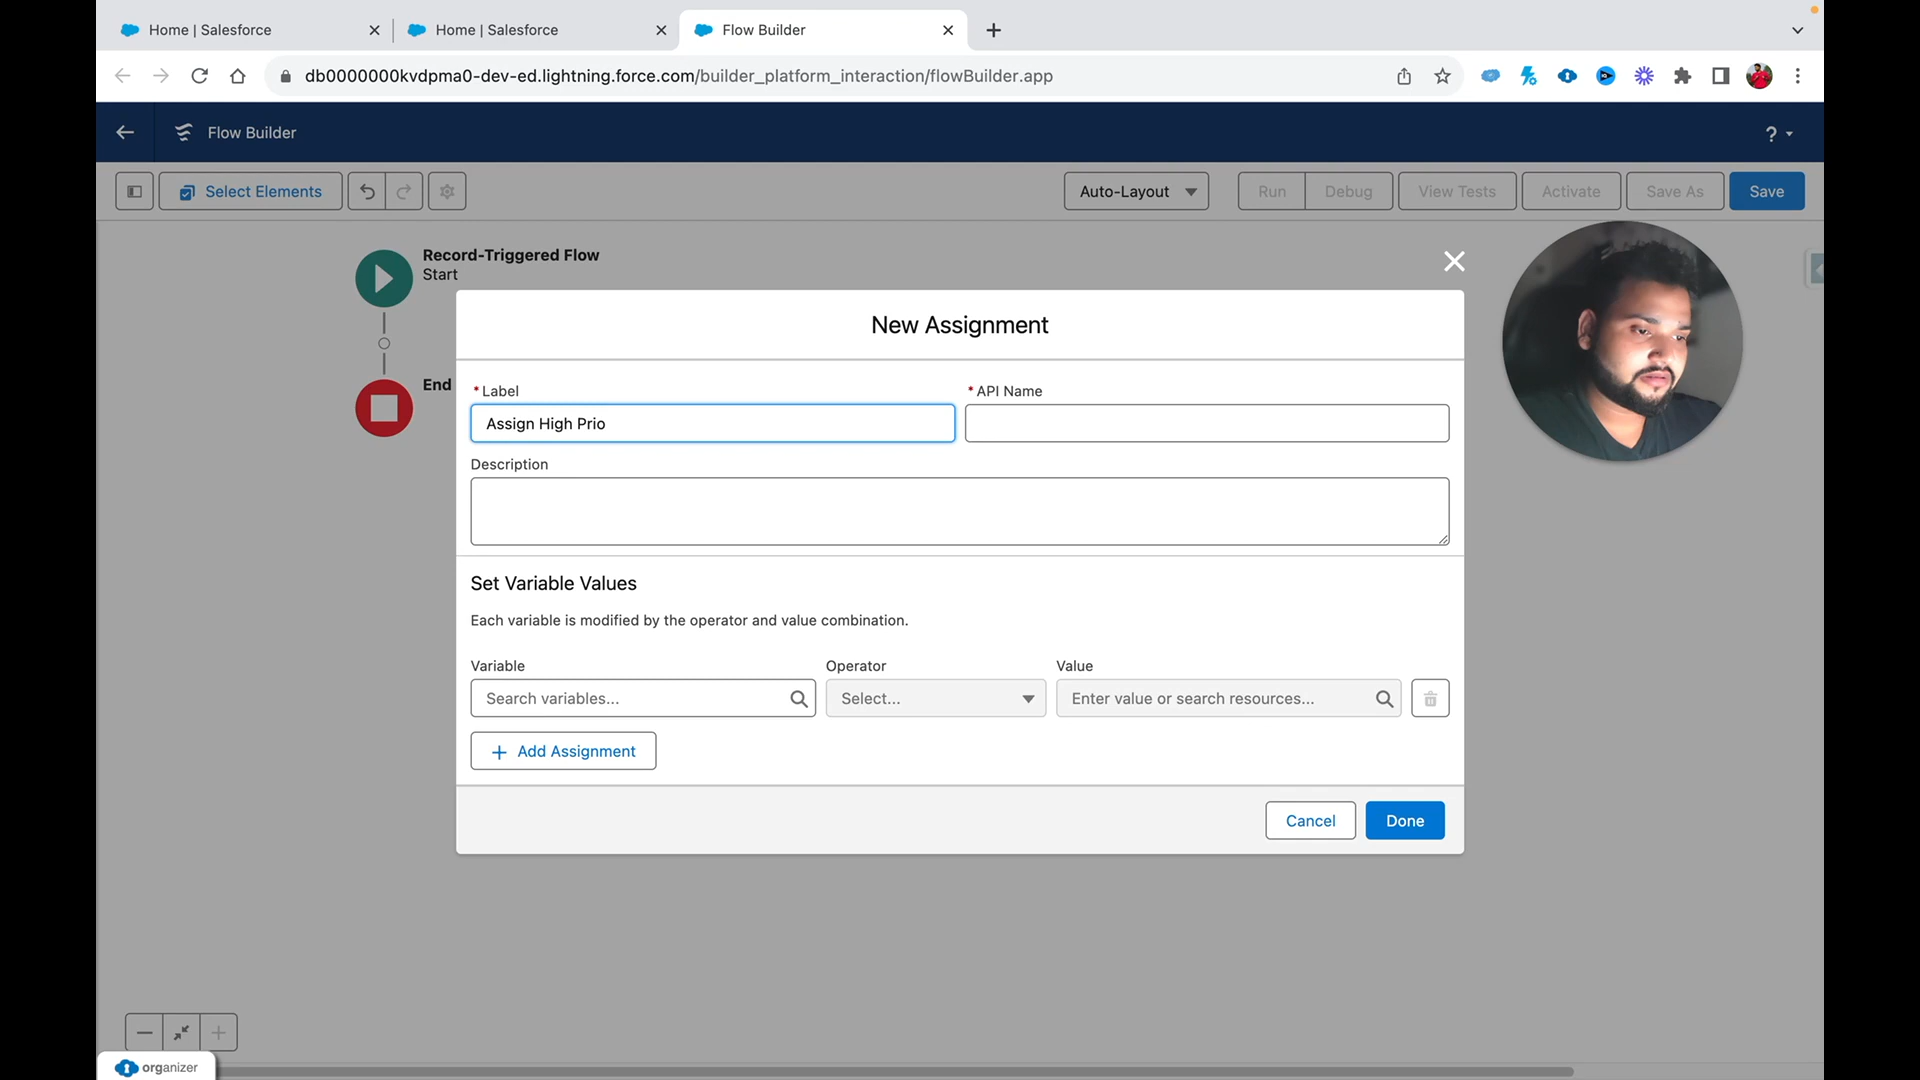 Home | Salesforce
Home | Salesforce
Flow Builder
db0000000kvdpma0-dev-ed.lightning.force.com/builder_platform_interaction/flowBuilder.app
Flow Builder
?
Select Elements
Auto-Layout
Run
Debug
View Tests
Activate
Save As
Save
Record-Triggered Flow
Start
End
New Assignment
* Label
* API Name
Assign High Prio
Description
Set Variable Values
Each variable is modified by the operator and value combination.
Variable
Operator
Value
Search variables...
Select...
Enter value or search resources...
+ Add Assignment
Cancel
Done
organizer